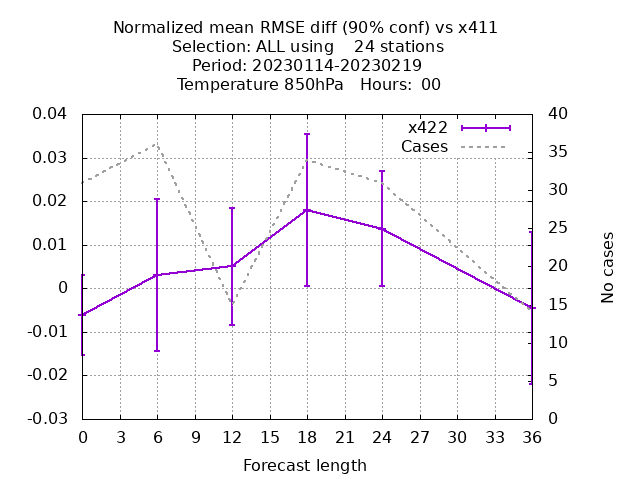 Normalized mean RMSE diff (90% conf) vs x411
Selection: ALL using    24 stations
Period: 20230114-20230219
Temperature 850hPa   Hours:  00
x422
Cases
0.04
0.03
0.02
0.01
0
-0.01
-0.02
-0.03
40
35
30
25
20
15
10
5
0
No cases
0 3 6 9 12 15 18 21 24 27 30 33 36
Forecast length